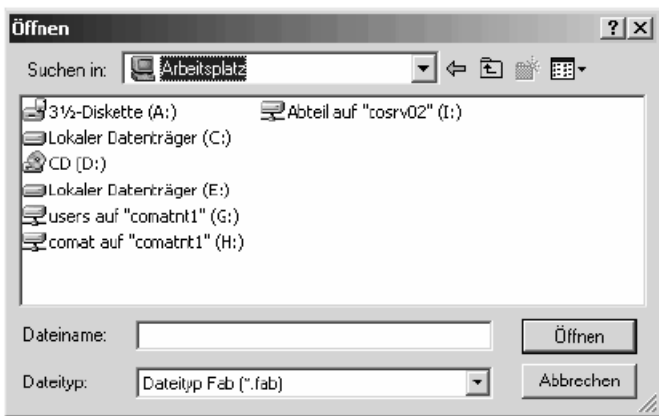 Öffnen
Suchen in: Arbeitsplatz
3½-Diskette (A:)
Lokaler Datenträger (C:)
CD (D:)
Lokaler Datenträger (E:)
users auf "comatnt1" (G:)
comat auf "comatnt1" (H:)
Abteil auf "cosrv02" (I:)
Dateiname:
Öffnen
Dateityp: Dateityp Fab (*.fab)
Abbrechen